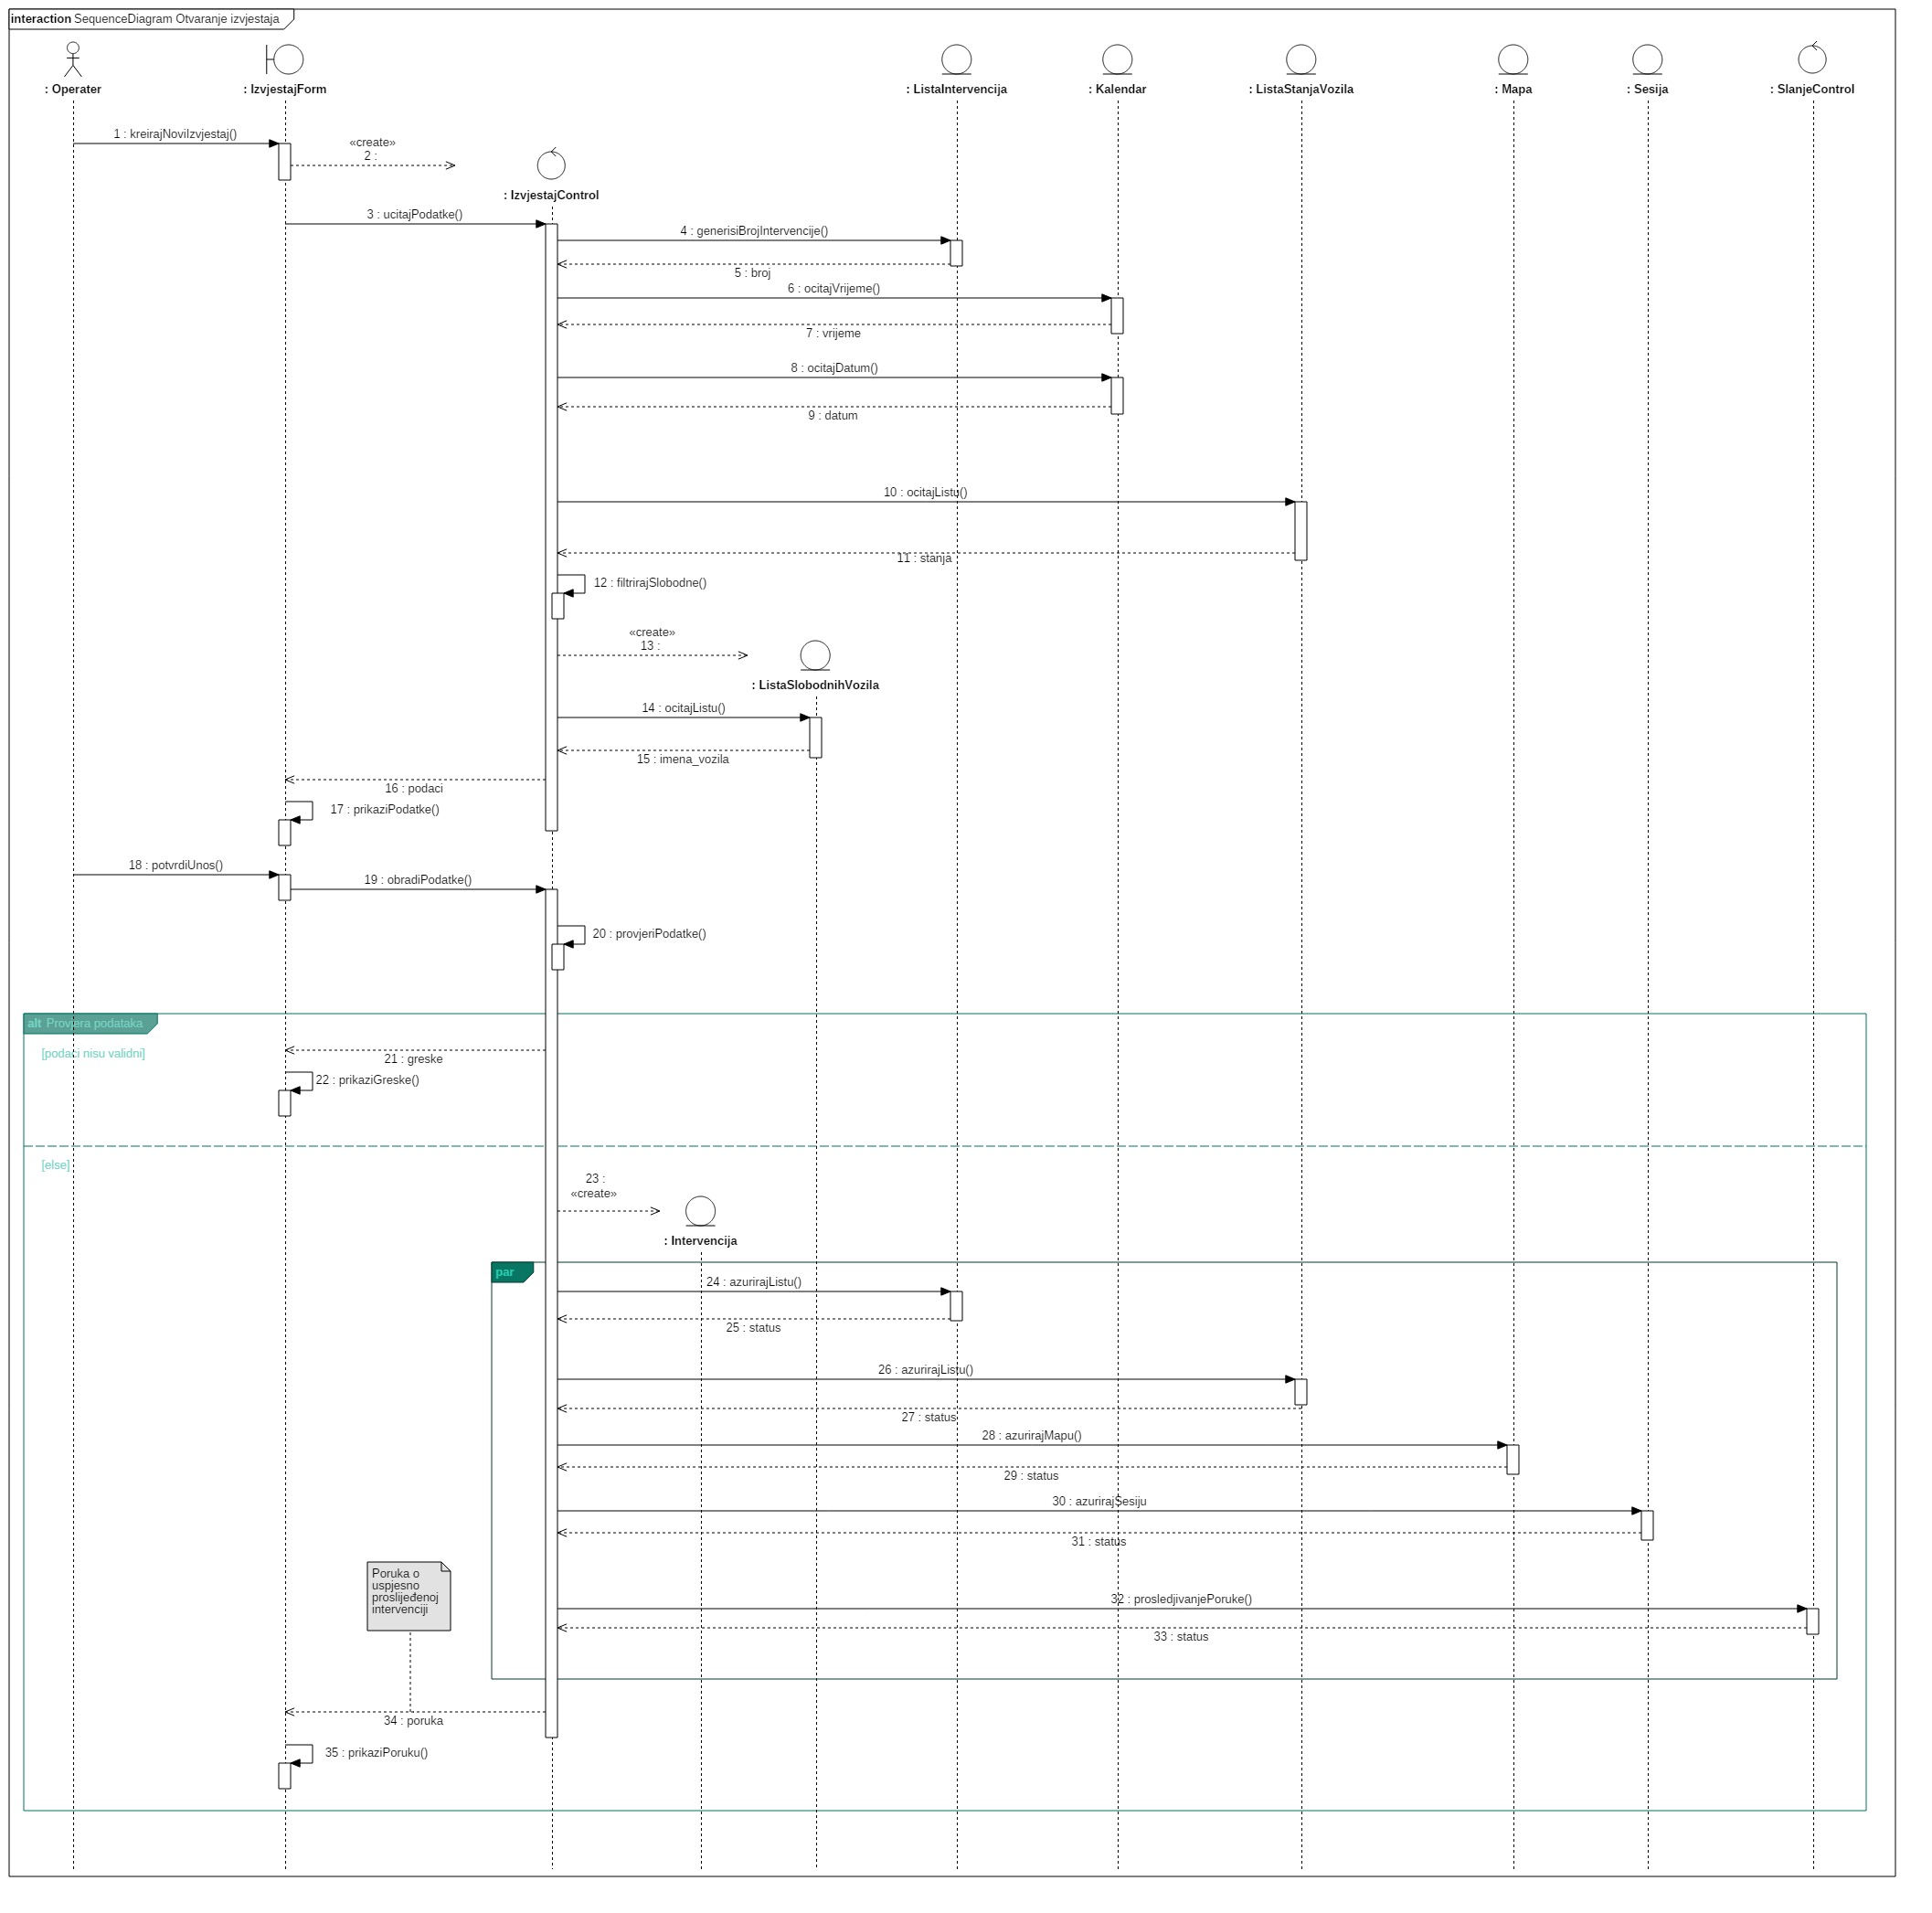 interaction SequenceDiagram Otvaranje izvjestaja
: Operater
: IzvjestajForm
: ListaIntervencija
: Kalendar
: ListaStanjaVozila
: Mapa
: Sesija
: SlanjeControl
1 : kreirajNoviIzvjestaj()
«create»
2 :
: IzvjestajControl
3 : ucitajPodatke()
4 : generisiBrojIntervencije()
5 : broj
6 : ocitajVrijeme()
7 : vrijeme
8 : ocitajDatum()
9 : datum
10 : ocitajListu()
11 : stanja
12 : filtrirajSlobodne()
«create»
13 :
: ListaSlobodnihVozila
14 : ocitajListu()
15 : imena_vozila
16 : podaci
17 : prikaziPodatke()
18 : potvrdiUnos()
19 : obradiPodatke()
20 : provjeriPodatke()
alt Provjera podataka
[podaci nisu validni]
21 : greske
22 : prikaziGreske()
[else]
23 :
«create»
: Intervencija
par
24 : azurirajListu()
25 : status
26 : azurirajListu()
27 : status
28 : azurirajMapu()
29 : status
30 : azurirajSesiju
31 : status
Poruka o
uspjesno
proslijeđenoj
intervenciji
32 : prosledjivanjePoruke()
33 : status
34 : poruka
35 : prikaziPoruku()